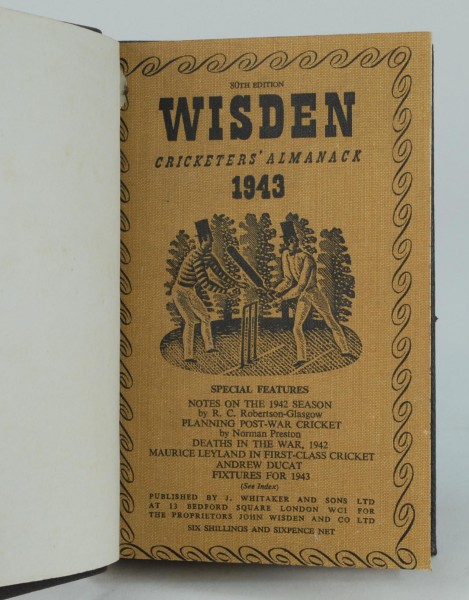 80TH EDITION
WISDEN
CRICKETERS' ALMANACK
1943
SPECIAL FEATURES
NOTES ON THE 1942 SEASON
by R. C. Robertson-Glasgow
PLANNING POST-WAR CRICKET
by Norman Preston
DEATHS IN THE WAR, 1942
MAURICE LEYLAND IN FIRST-CLASS CRICKET
ANDREW DUCAT
FIXTURES FOR 1943
(See Index)
PUBLISHED BY J. WHITAKER AND SONS LTD
AT 13 BEDFORD SQUARE LONDON WC1 FOR
THE PROPRIETORS JOHN WISDEN AND CO LTD
SIX SHILLINGS AND SIXPENCE NET